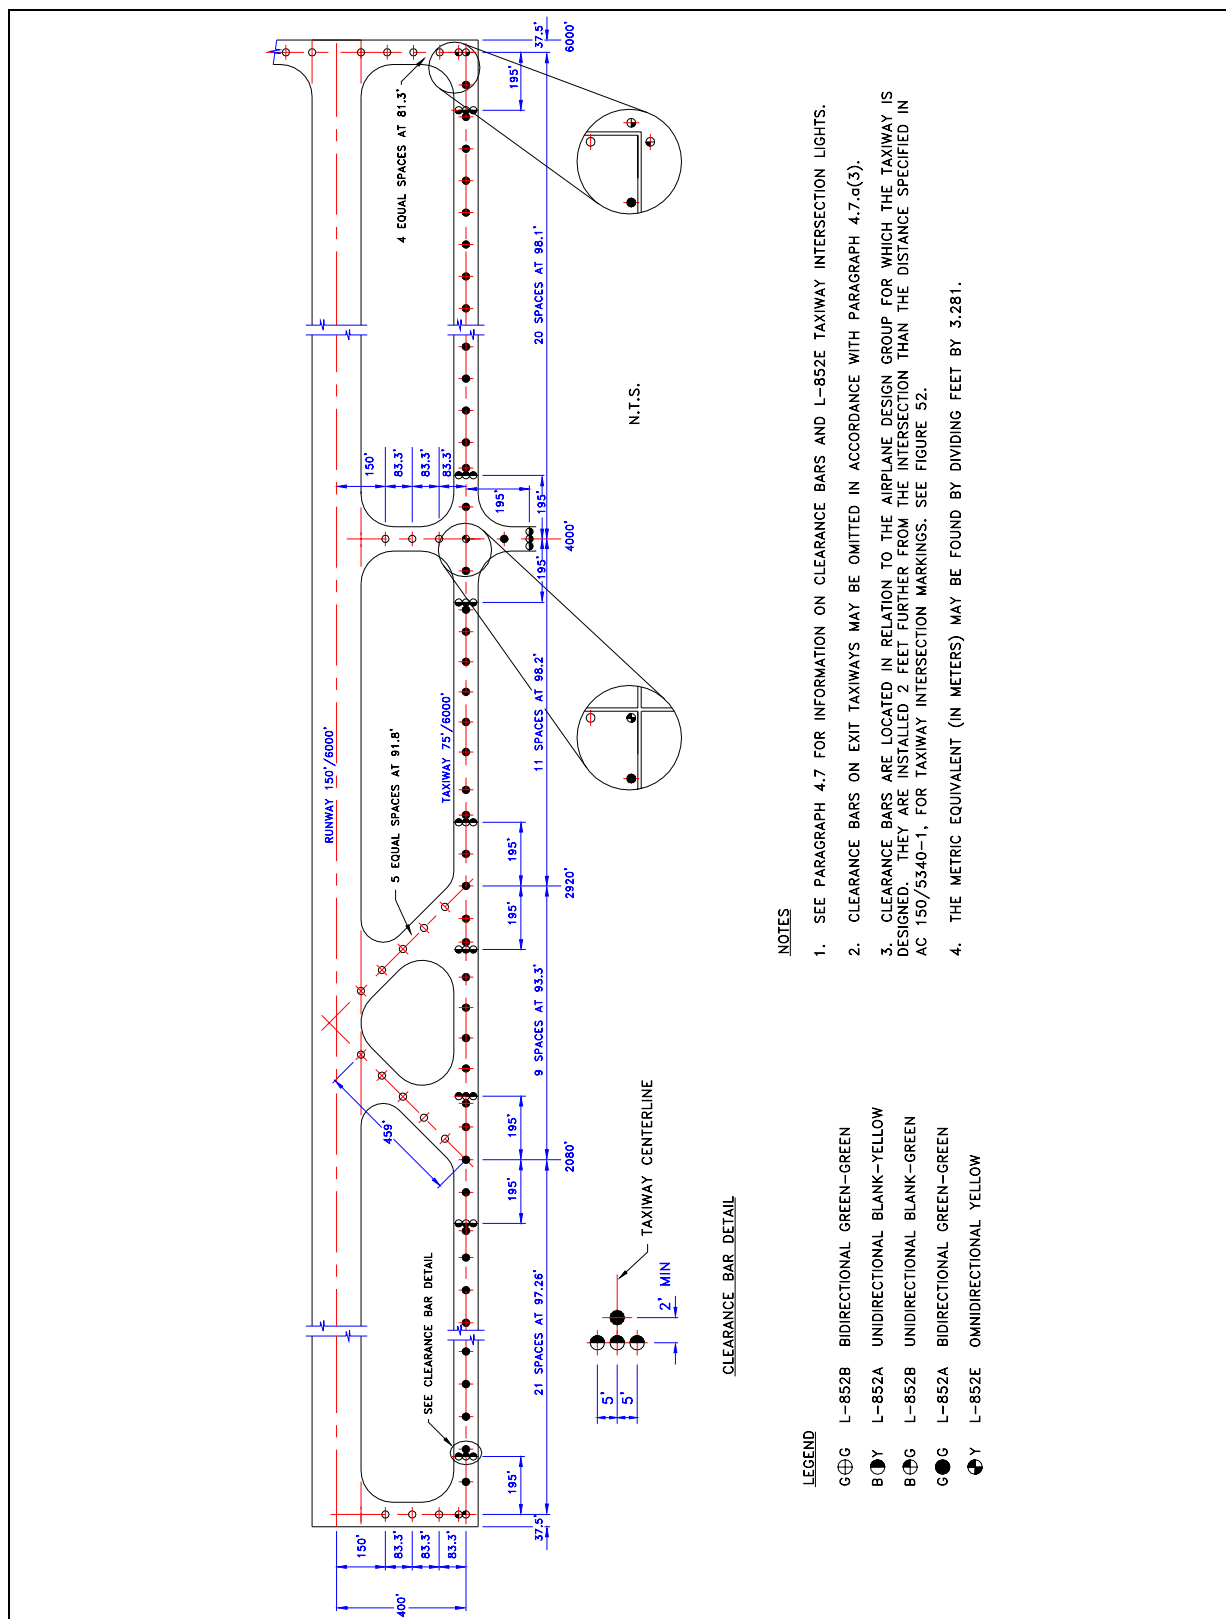 37.5'
6000'
195'
4 EQUAL SPACES AT 81.3'
20 SPACES AT 98.1'
N.T.S.
150'
83.3'
83.3'
83.3'
195'
195'
4000'
195'
11 SPACES AT 98.2'
RUNWAY 150'/6000'
TAXIWAY 75'/6000'
5 EQUAL SPACES AT 91.8'
195'
2920'
195'
9 SPACES AT 93.3'
459'
195'
2080'
195'
SEE CLEARANCE BAR DETAIL
21 SPACES AT 97.26'
195'
37.5'
150'
83.3'
83.3'
83.3'
400'
TAXIWAY CENTERLINE
2' MIN
5'
5'
CLEARANCE BAR DETAIL
NOTES
1. SEE PARAGRAPH 4.7 FOR INFORMATION ON CLEARANCE BARS AND L-852E TAXIWAY INTERSECTION LIGHTS.
2. CLEARANCE BARS ON EXIT TAXIWAYS MAY BE OMITTED IN ACCORDANCE WITH PARAGRAPH 4.7.a(3).
3. CLEARANCE BARS ARE LOCATED IN RELATION TO THE AIRPLANE DESIGN GROUP FOR WHICH THE TAXIWAY IS
DESIGNED. THEY ARE INSTALLED 2 FEET FURTHER FROM THE INTERSECTION THAN THE DISTANCE SPECIFIED IN
AC 150/5340-1, FOR TAXIWAY INTERSECTION MARKINGS. SEE FIGURE 52.
4. THE METRIC EQUIVALENT (IN METERS) MAY BE FOUND BY DIVIDING FEET BY 3.281.
LEGEND
G G L-852B BIDIRECTIONAL GREEN-GREEN
B Y L-852A UNIDIRECTIONAL BLANK-YELLOW
B G L-852B UNIDIRECTIONAL BLANK-GREEN
G G L-852A BIDIRECTIONAL GREEN-GREEN
Y L-852E OMNIDIRECTIONAL YELLOW